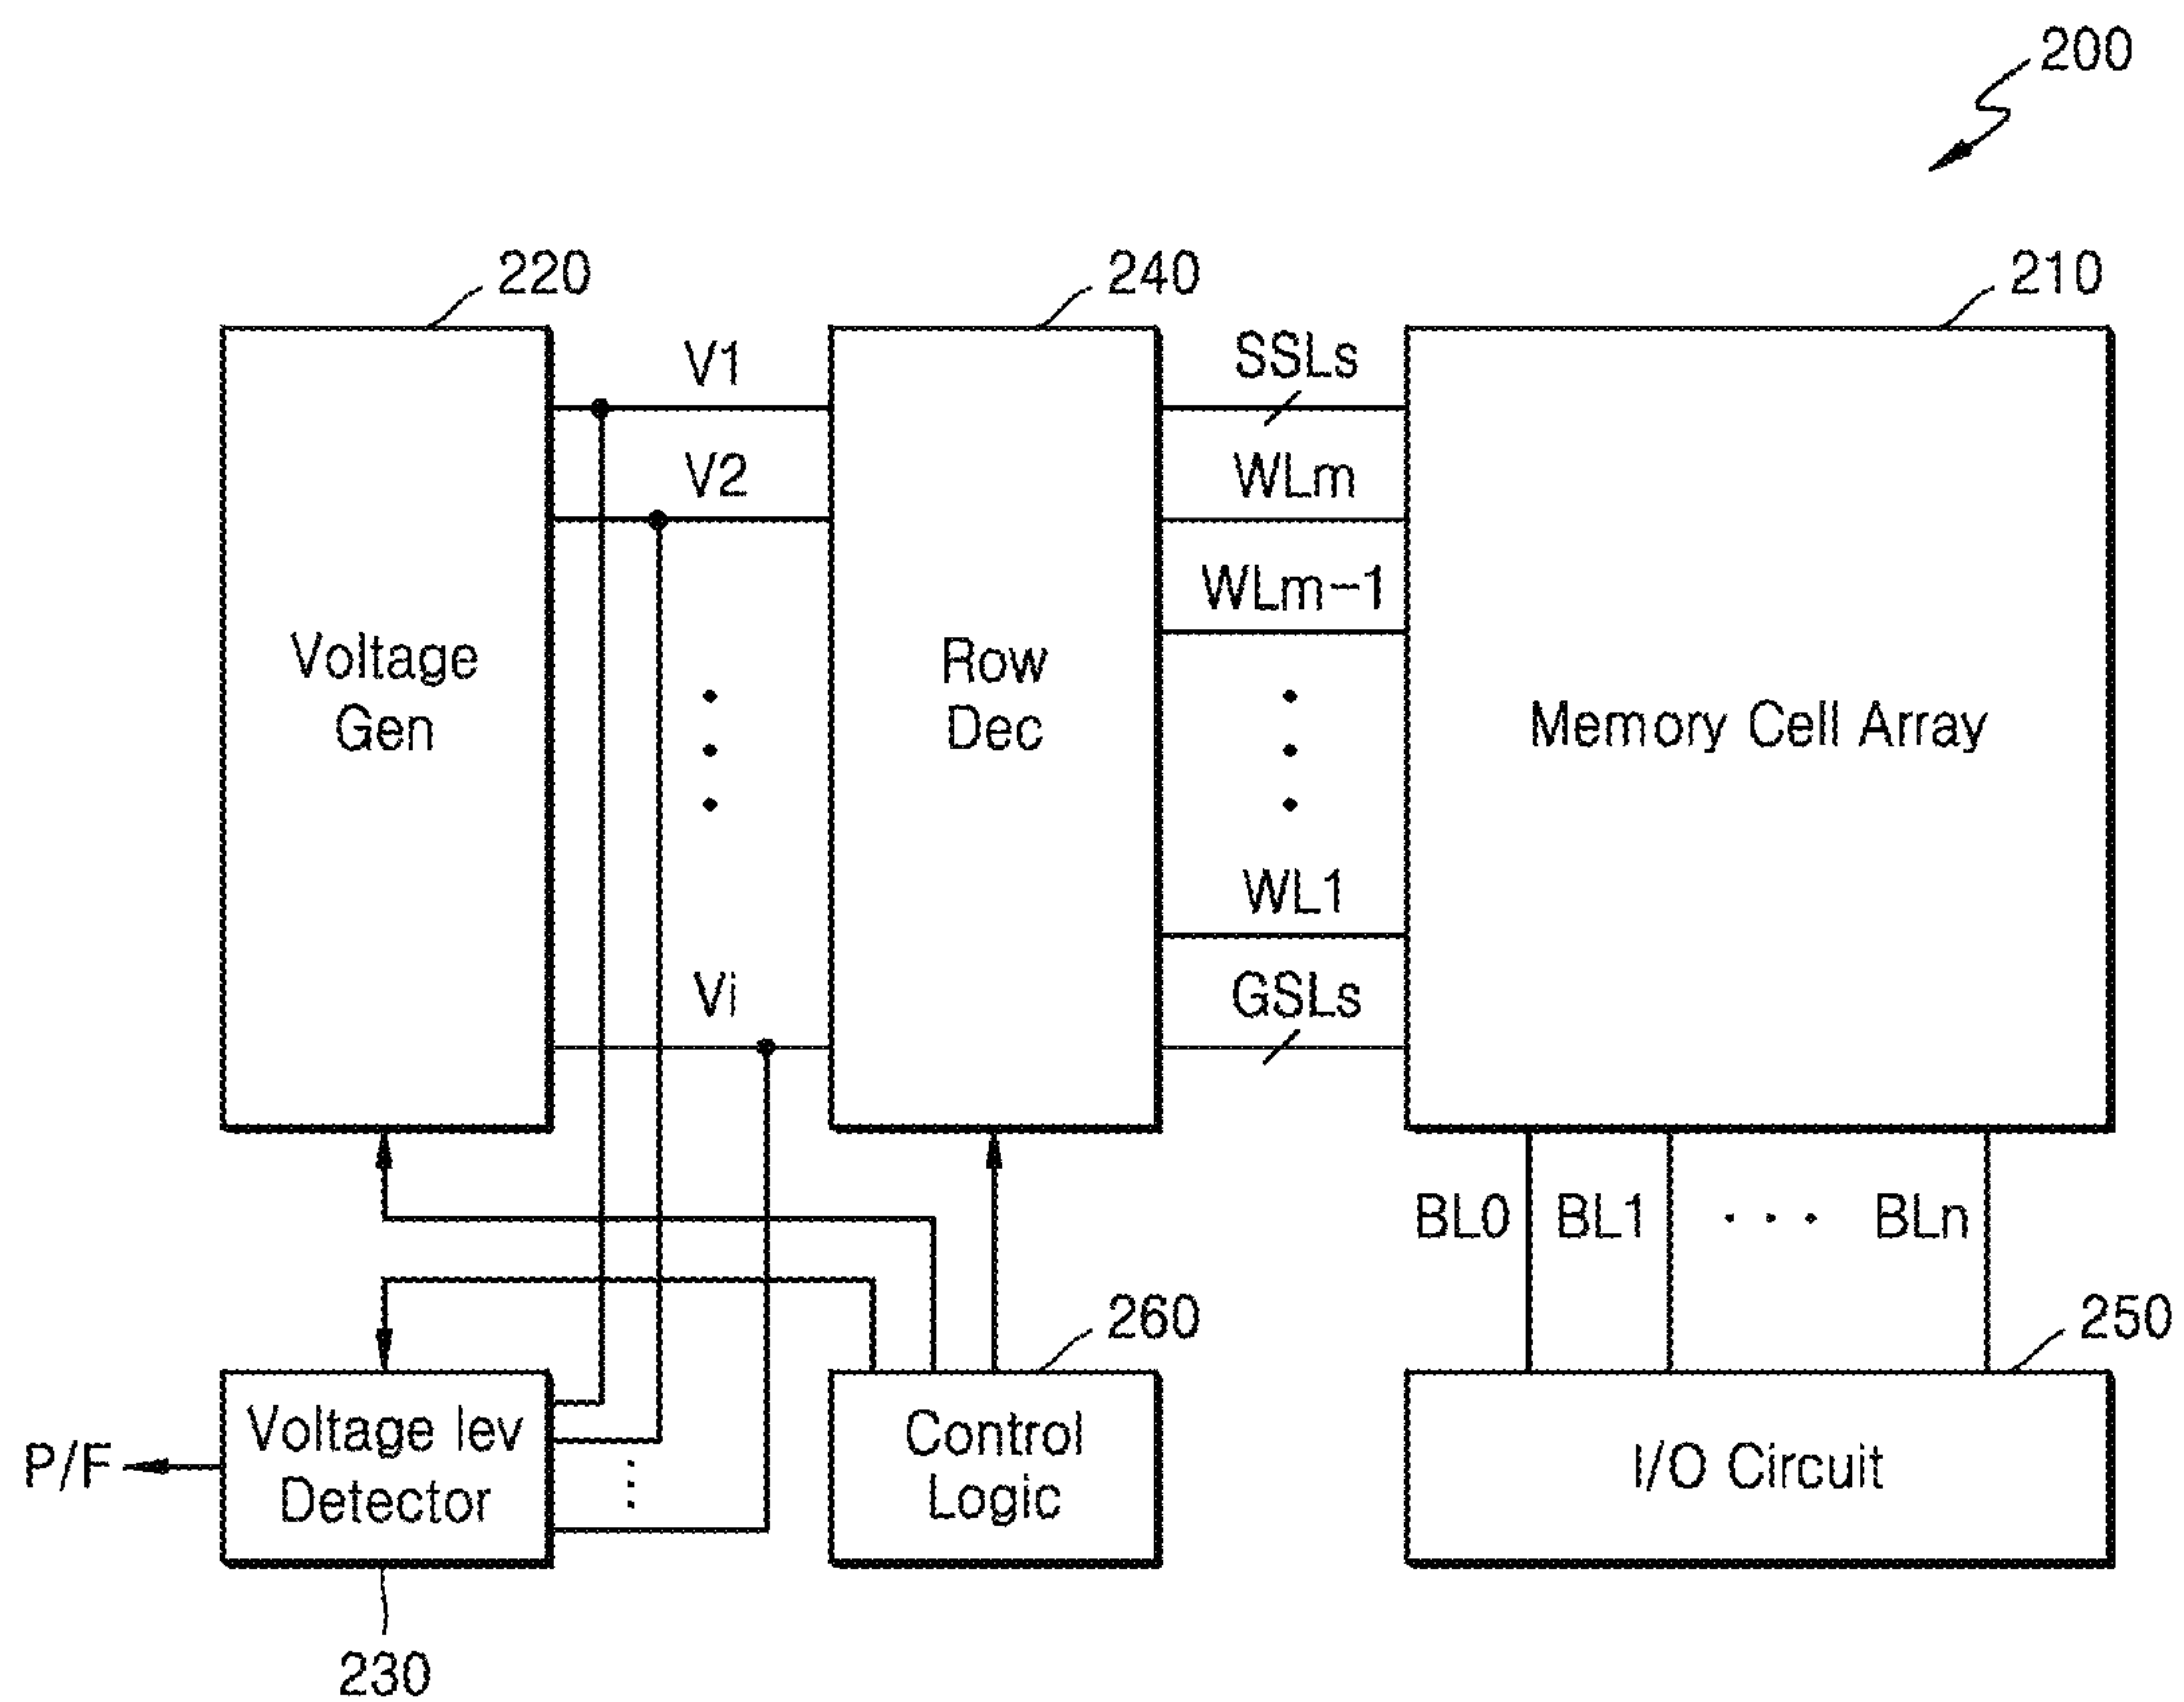 200
220
240
210
V1
SSLs
V2
WLm
WLm-1
Voltage
Gen
Row
Dec
Memory Cell Array
WL1
Vi
GSLs
BL0
BL1
BLn
260
250
Voltage lev
Detector
P/F
Control
Logic
I/O Circuit
230